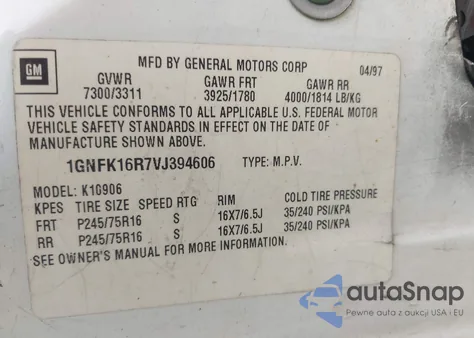 MFD BY GENERAL MOTORS CORP 04/97
GM
GVWR GAWR FRT GAWR RR
7300/3311 3925/1780 4000/1814 LB/KG
THIS VEHICLE CONFORMS TO ALL APPLICABLE U.S. FEDERAL MOTOR
VEHICLE SAFETY STANDARDS IN EFFECT ON THE DATE OF
MANUFACTURE SHOWN ABOVE.
1GNFK16R7VJ394606 TYPE: M.P.V.
MODEL: K10906
KPES TIRE SIZE SPEED RTG RIM COLD TIRE PRESSURE
FRT P245/75R16 S 16X7/6.5J 35/240 PSI/KPA
RR P245/75R16 S 16X7/6.5J 35/240 PSI/KPA
SEE OWNER'S MANUAL FOR MORE INFORMATION.
autoSnap
Pewne auta z aukcji USA i EU